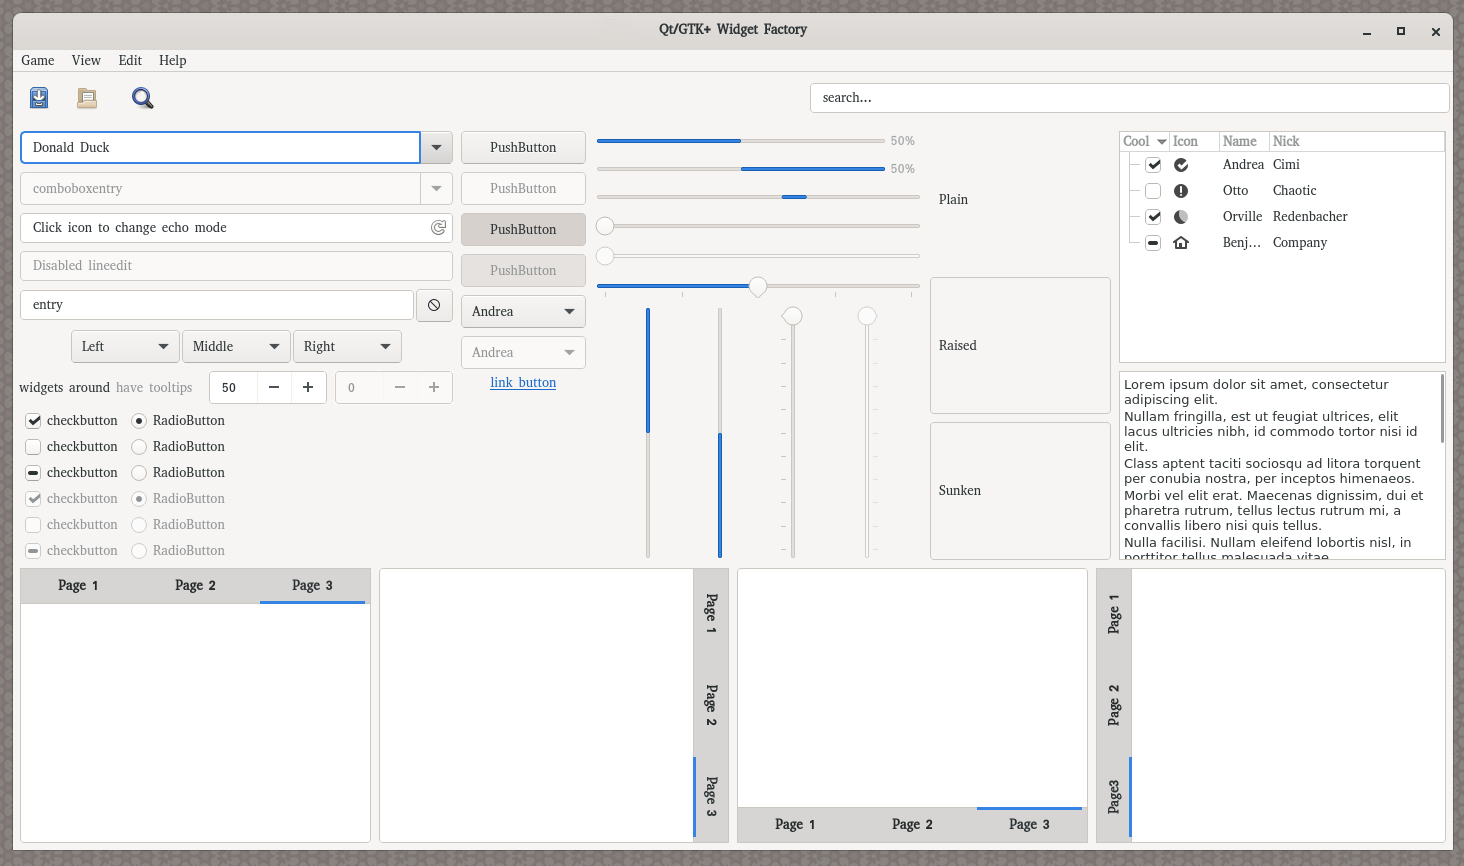 Qt/GTK+ Widget Factory
Game View Edit Help
search...
Donald Duck
comboboxentry
Click icon to change echo mode
Disabled lineedit
entry
Left Middle Right
widgets around have tooltips 50 0
checkbutton RadioButton
checkbutton RadioButton
checkbutton RadioButton
checkbutton RadioButton
checkbutton RadioButton
checkbutton RadioButton
PushButton
PushButton
PushButton
PushButton
Andrea
Andrea
link button
50%
50%
Plain
Raised
Sunken
Cool Icon Name Nick
Andrea Cimi
Otto Chaotic
Orville Redenbacher
Benj... Company
Lorem ipsum dolor sit amet, consectetur
adipiscing elit.
Nullam fringilla, est ut feugiat ultrices, elit
lacus ultricies nibh, id commodo tortor nisi id
elit.
Class aptent taciti sociosqu ad litora torquent
per conubia nostra, per inceptos himenaeos.
Morbi vel elit erat. Maecenas dignissim, dui et
pharetra rutrum, tellus lectus rutrum mi, a
convallis libero nisi quis tellus.
Nulla facilisi. Nullam eleifend lobortis nisl, in
porttitor tellus malesuada vitae.
Page 1 Page 2 Page 3
Page 1
Page 2
Page 3
Page 1 Page 2 Page 3
Page 1
Page 2
Page3